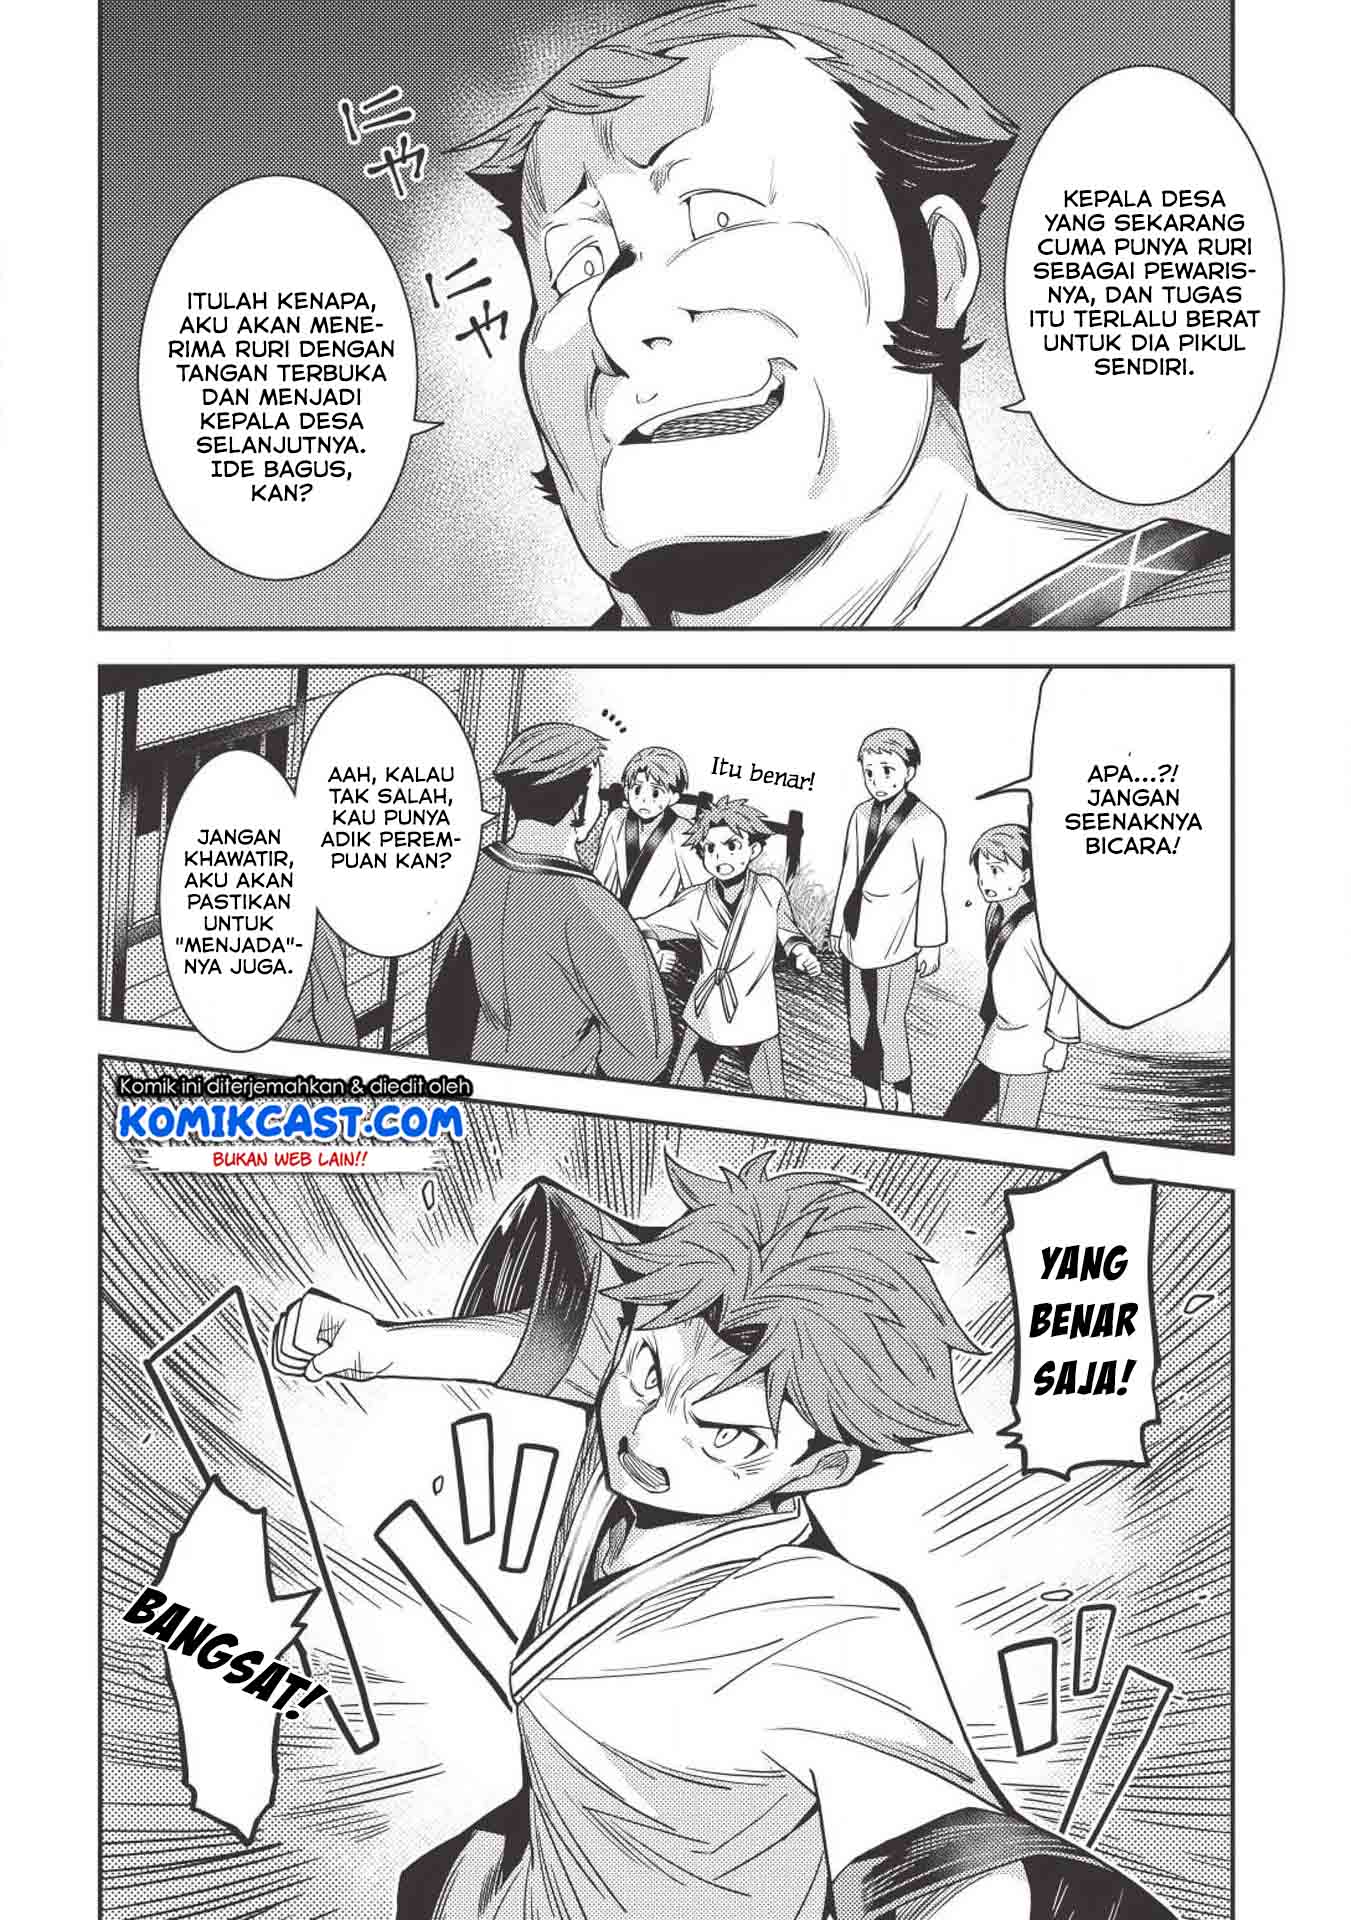 KEPALA DESA
YANG SEKARANG
CUMA PUNYA RURI
SEBAGAI PEWARIS-
NYA, DAN TUGAS
ITU TERLALU BERAT
UNTUK DIA PIKUL
SENDIRI.
にや
にや
ITULAH KENAPA,
AKU AKAN MENE-
RIMA RURI DENGAN
TANGAN TERBUKA
DAN MENJADI
KEPALA DESA
SELANJUTNYA.
IDE BAGUS,
KAN?
APA...?!
JANGAN
SEENAKNYA
BICARA!
Itu benar!
AAH, KALAU
TAK SALAH,
KAU PUNYA
ADIK PEREM-
PUAN KAN?
JANGAN
KHAWATIR,
AKU AKAN
PASTIKAN
UNTUK
"MENJADA"-
NYA JUGA.
Komik ini diterjemahkan & diedit oleh
KOMIKCAST.COM
BUKAN WEB LAIN!!
YANG
BENAR
SAJA!
BANGSAT!